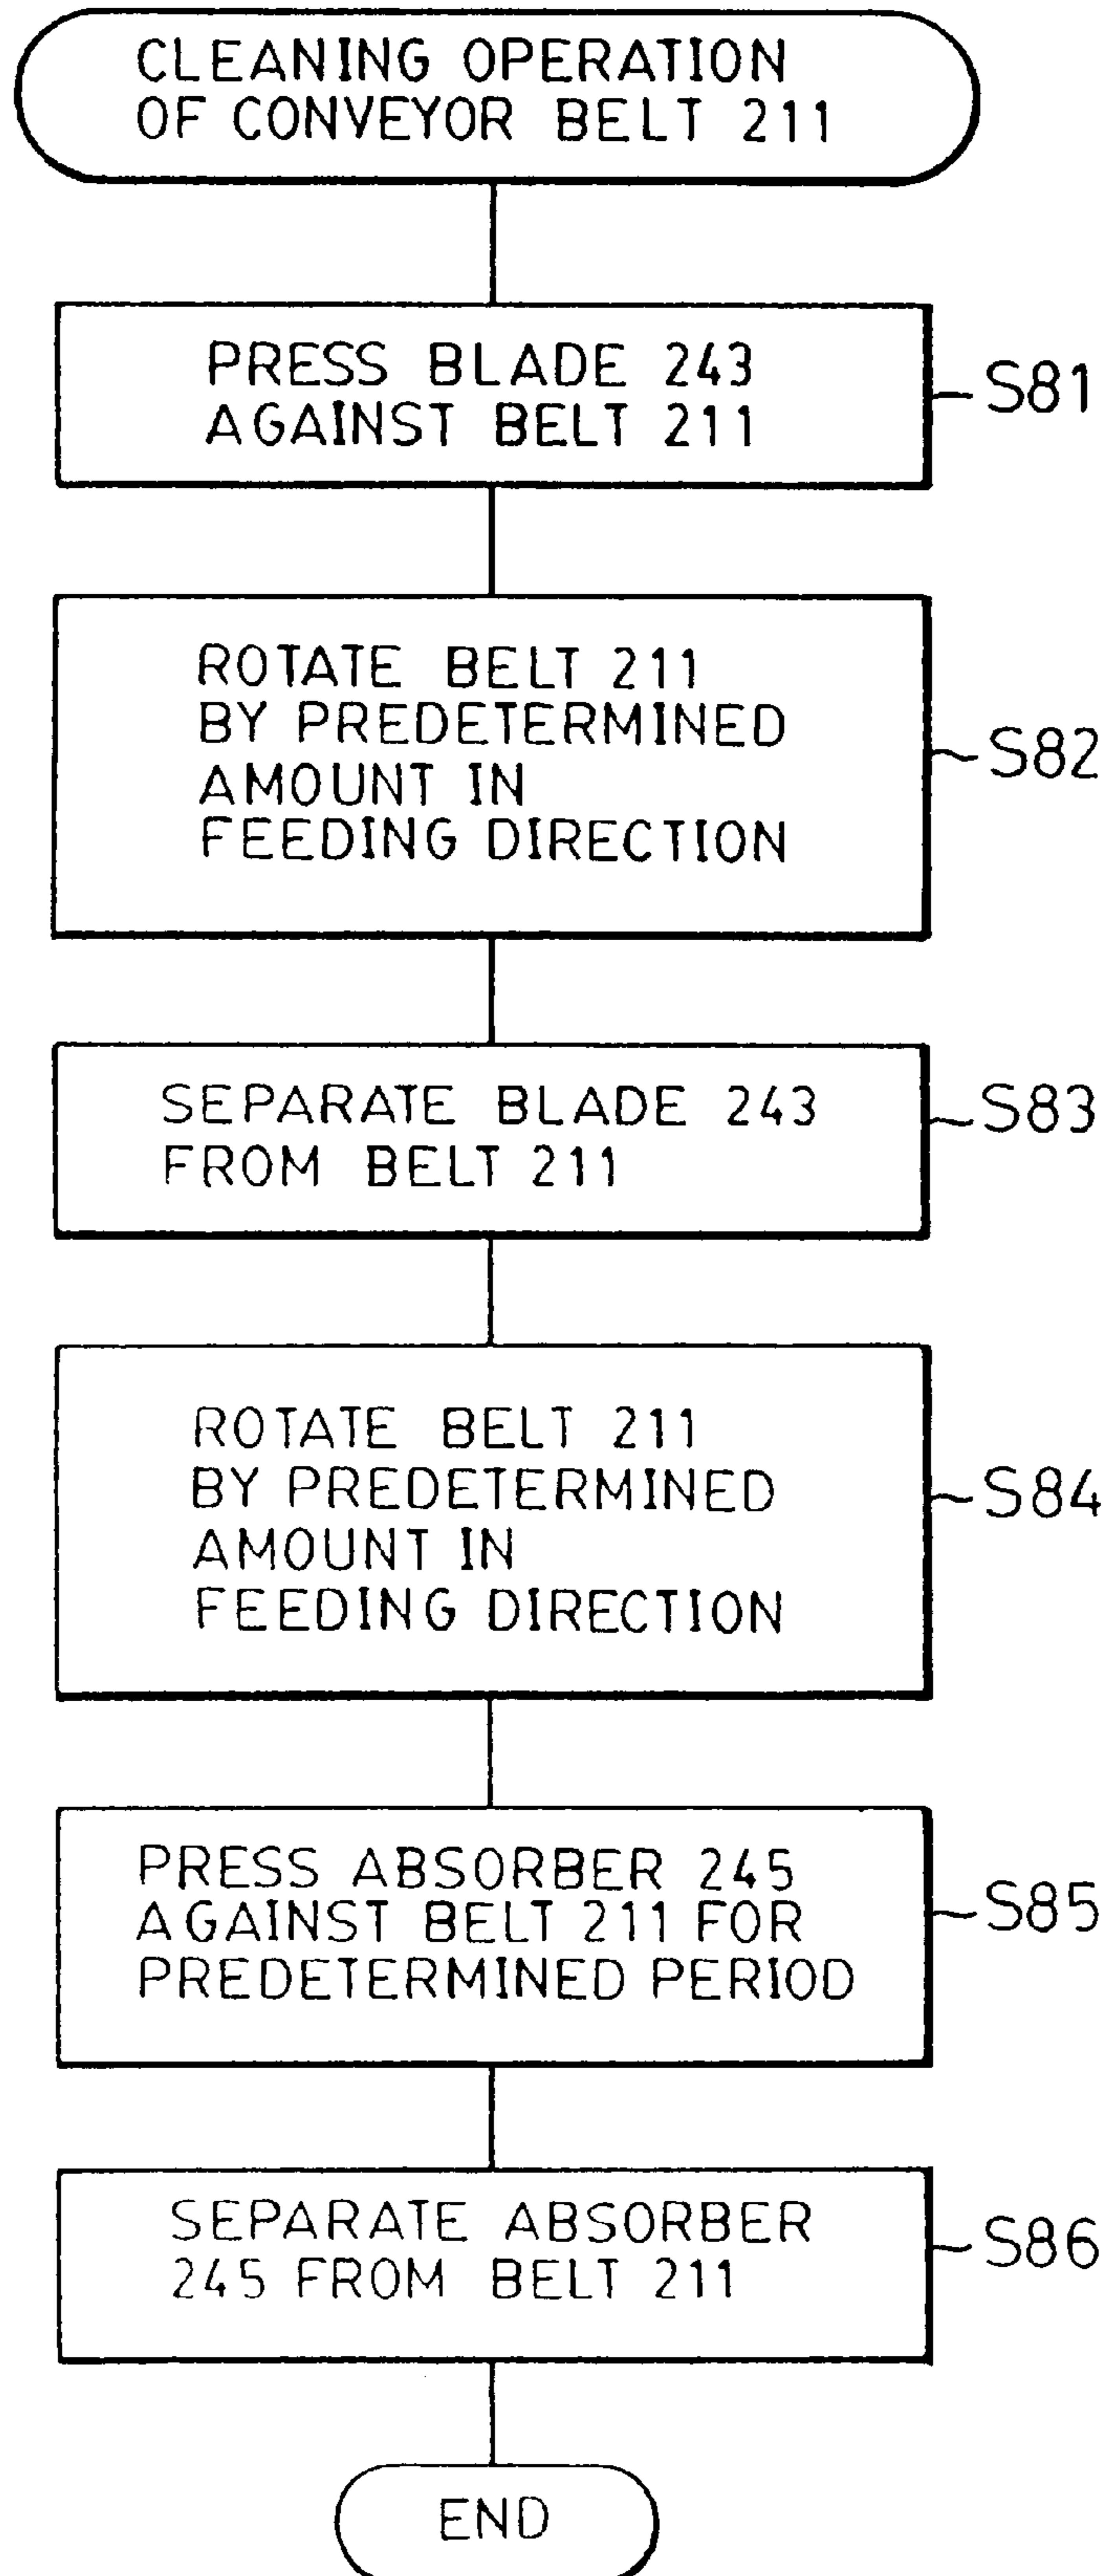 CLEANING OPERATION
OF CONVEYOR BELT 211
PRESS BLADE 243
AGAINST BELT 211
S81
ROTATE BELT 211
BY PREDETERMINED
AMOUNT IN
FEEDING DIRECTION
S82
SEPARATE BLADE 243
FROM BELT 211
S83
ROTATE BELT 211
BY PREDETERMINED
AMOUNT IN
FEEDING DIRECTION
S84
PRESS ABSORBER 245
AGAINST BELT 211 FOR
PREDETERMINED PERIOD
S85
SEPARATE ABSORBER
245 FROM BELT 211
S86
END